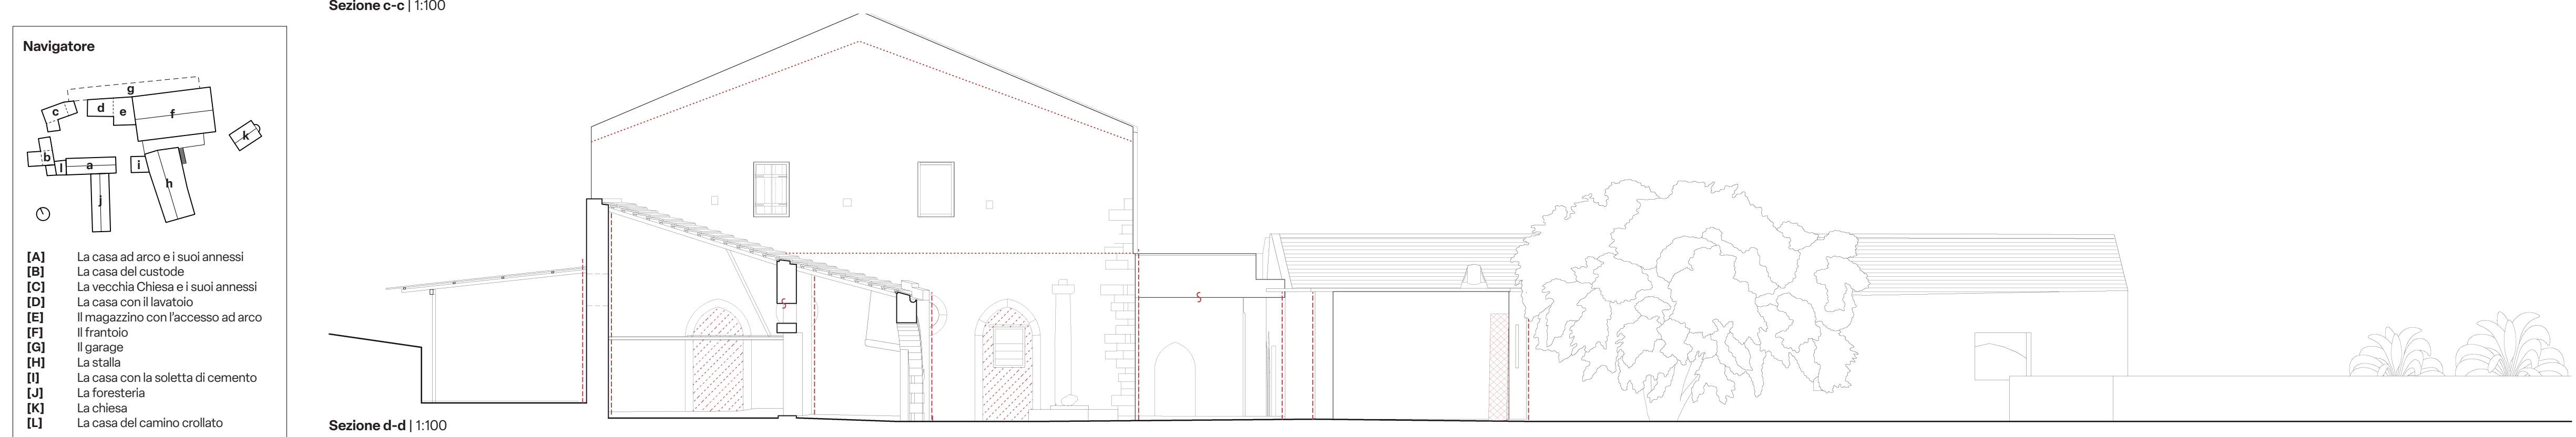 Sezione c-c | 1:100
Navigatore
g
c
d
e
f
k
b
l
a
i
h
j
[A] La casa ad arco e i suoi annessi
[B] La casa del custode
[C] La vecchia Chiesa e i suoi annessi
[D] La casa con il lavatoio
[E] Il magazzino con l'accesso ad arco
[F] Il frantoio
[G] Il garage
[H] La stalla
[I] La casa con la soletta di cemento
[J] La foresteria
[K] La chiesa
[L] La casa del camino crollato
Sezione d-d | 1:100